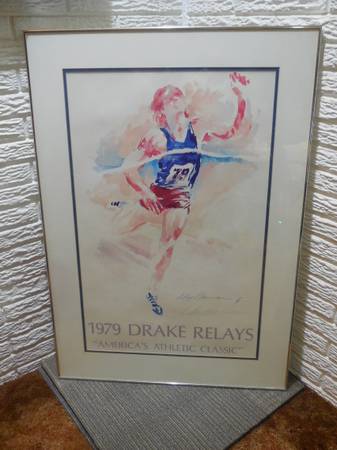 79
1979 DRAKE RELAYS
"AMERICA'S ATHLETIC CLASSIC"